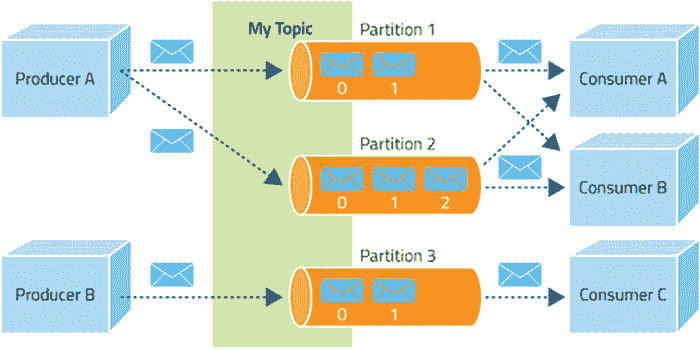 My Topic
Partition 1
Producer A
0 1
Consumer A
Partition 2
0 1 2
Consumer B
Partition 3
Producer B
0 1
Consumer C